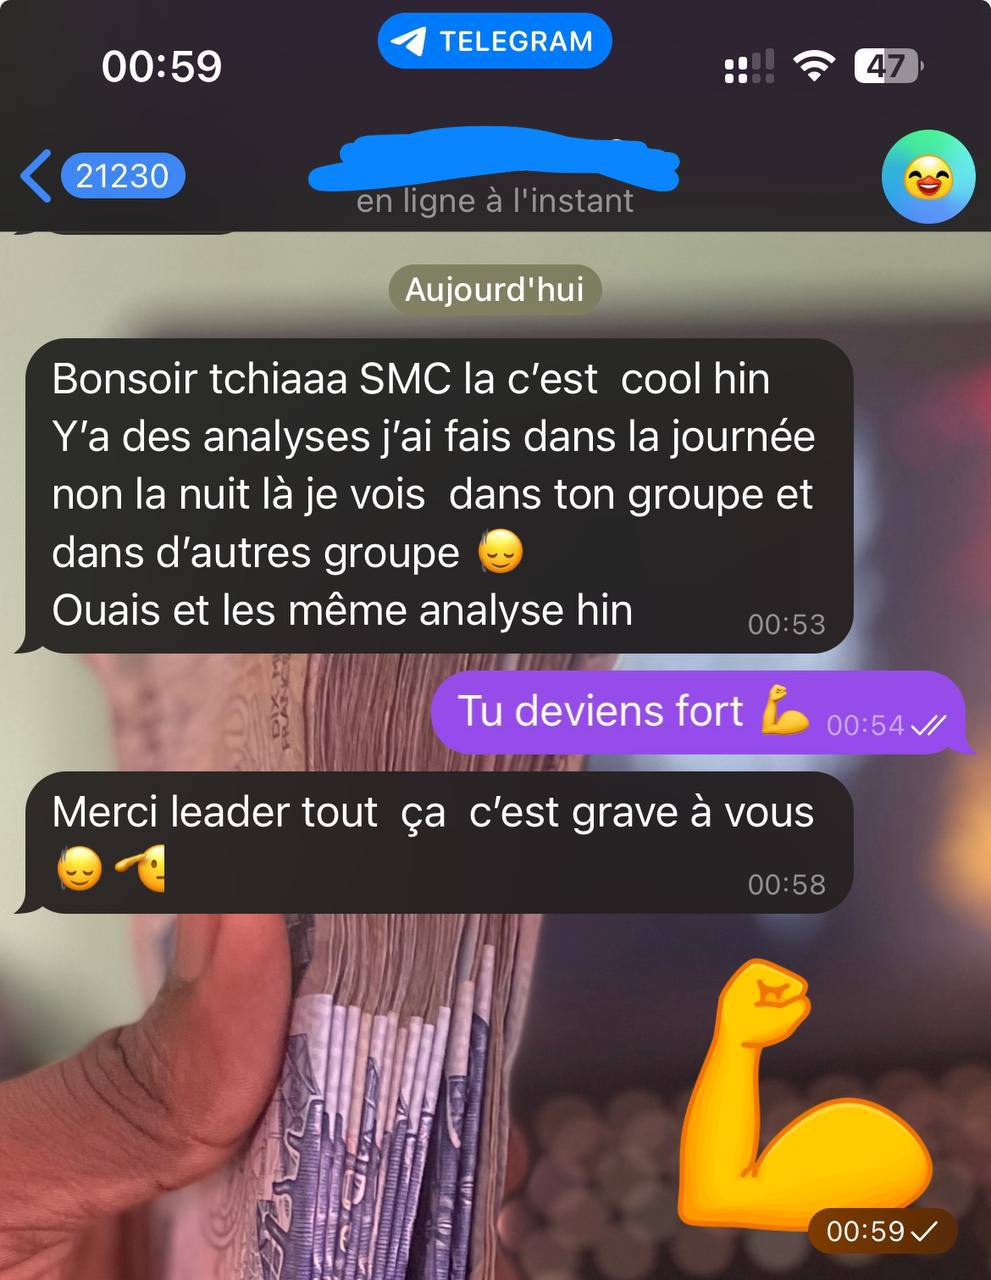 00:59
TELEGRAM
47
21230
en ligne à l'instant
Aujourd'hui
Bonsoir tchiaaa SMC la c’est  cool hin
Y’a des analyses j’ai fais dans la journée
non la nuit là je vois  dans ton groupe et
dans d’autres groupe 🫡
Ouais et les même analyse hin
00:53
Tu deviens fort 💪
00:54
Merci leader tout  ça  c’est grave à vous
00:58
💪
00:59